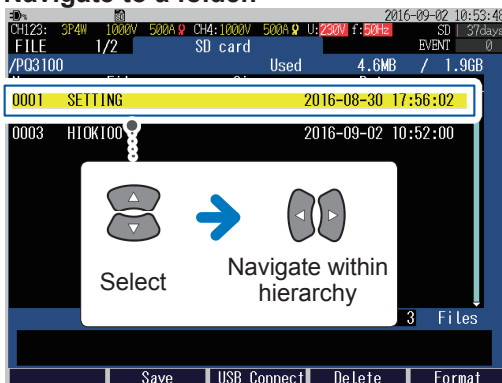 Navigate to a folder.
2016-09-02 10:53:48
CH123: 3P4W 1000V 500A CH4:1000V 500A U:230V f:50Hz SD 37days
FILE 1/2 SD card EVENT 0
/PQ3100 Used 4.6MB / 1.9GB
0001 SETTING 2016-08-30 17:56:02
0003 HIOKI00 2016-09-02 10:52:00
Select
Navigate within
hierarchy
3 Files
Save USB Connect Delete Format